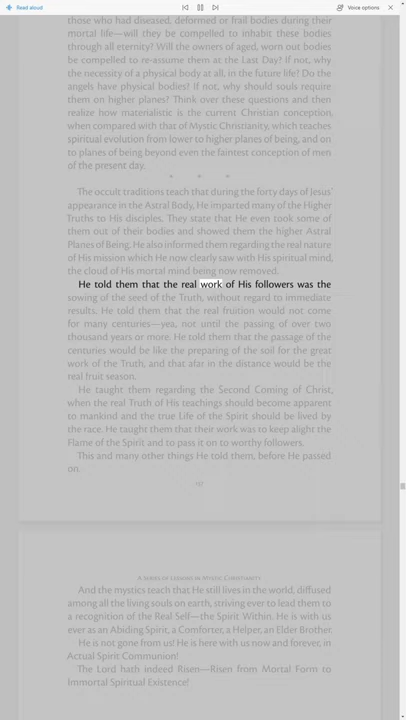 Read aloud
Voice options
those who had diseased, deformed or frail bodies during their
mortal life—will they be compelled to inhabit these bodies
through all eternity? Will the owners of aged, worn out bodies
be compelled to re-assume them at the Last Day? If not, why
the necessity of a physical body at all, in the future life? Do the
angels have physical bodies? If not, why should souls require
them on higher planes? Think over these questions and then
realize how materialistic is the current Christian conception,
when compared with that of Mystic Christianity, which teaches
spiritual evolution from lower to higher planes of being, and on
to planes of being beyond even the faintest conception of men
of the present day.
* * *
The occult traditions teach that during the forty days of Jesus'
appearance in the Astral Body, He imparted many of the Higher
Truths to His disciples. They state that He even took some of
them out of their bodies and showed them the higher Astral
Planes of Being. He also informed them regarding the real nature
of His mission which He now clearly saw with His spiritual mind,
the cloud of His mortal mind being now removed.
He told them that the real work of His followers was the
sowing of the seed of the Truth, without regard to immediate
results. He told them that the real fruition would not come
for many centuries—yea, not until the passing of over two
thousand years or more. He told them that the passage of the
centuries would be like the preparing of the soil for the great
work of the Truth, and that afar in the distance would be the
real fruit season.
He taught them regarding the Second Coming of Christ,
when the real Truth of His teachings should become apparent
to mankind and the true Life of the Spirit should be lived by
the race. He taught them that their work was to keep alight the
Flame of the Spirit and to pass it on to worthy followers.
This and many other things He told them, before He passed
on.
A Series of Lessons in Mystic Christianity
And the mystics teach that He still lives in the world, diffused
among all the living souls on earth, striving ever to lead them to
a recognition of the Real Self—the Spirit Within. He is with us
ever as an Abiding Spirit, a Comforter, a Helper, an Elder Brother.
He is not gone from us! He is here with us now and forever, in
Actual Spirit Communion!
The Lord hath indeed Risen—Risen from Mortal Form to
Immortal Spiritual Existence!